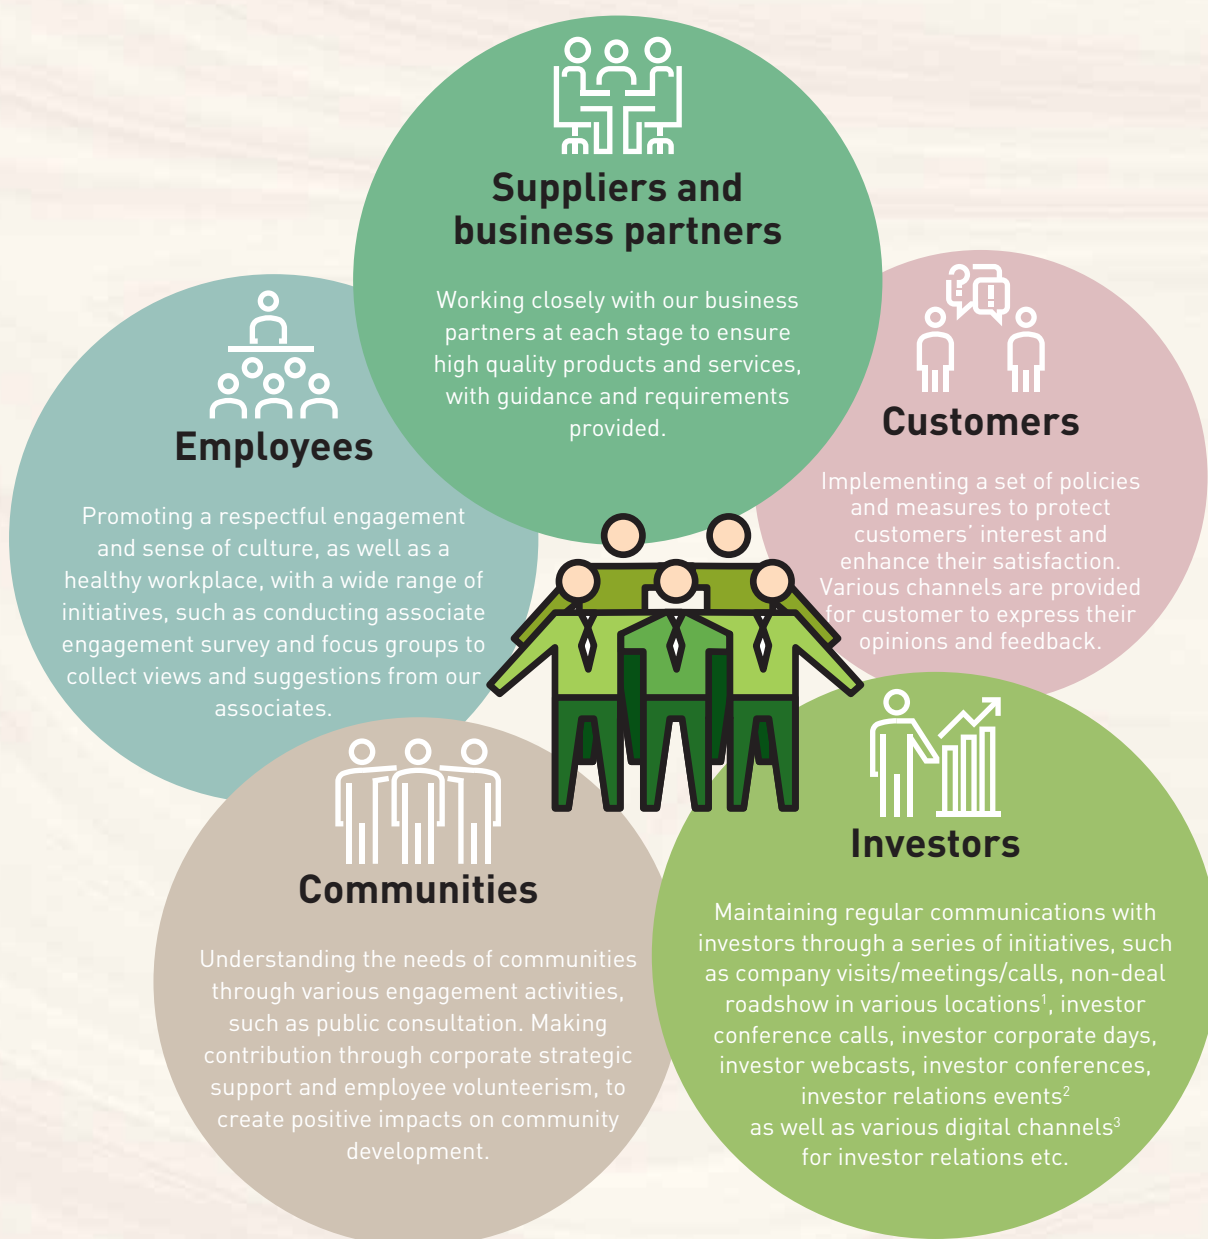 Suppliers and
business partners
Working closely with our business
partners at each stage to ensure
high quality products and services,
with guidance and requirements
provided.
Employees
Promoting a respectful engagement
and sense of culture, as well as a
healthy workplace, with a wide range of
initiatives, such as conducting associate
engagement survey and focus groups to
collect views and suggestions from our
associates.
? !
Customers
Implementing a set of policies
and measures to protect
customers’ interest and
enhance their satisfaction.
Various channels are provided
for customer to express their
opinions and feedback.
Communities
Understanding the needs of communities
through various engagement activities,
such as public consultation. Making
contribution through corporate strategic
support and employee volunteerism, to
create positive impacts on community
development.
Investors
Maintaining regular communications with
investors through a series of initiatives, such
as company visits/meetings/calls, non-deal
roadshow in various locations¹, investor
conference calls, investor corporate days,
investor webcasts, investor conferences,
investor relations events²
as well as various digital channels³
for investor relations etc.